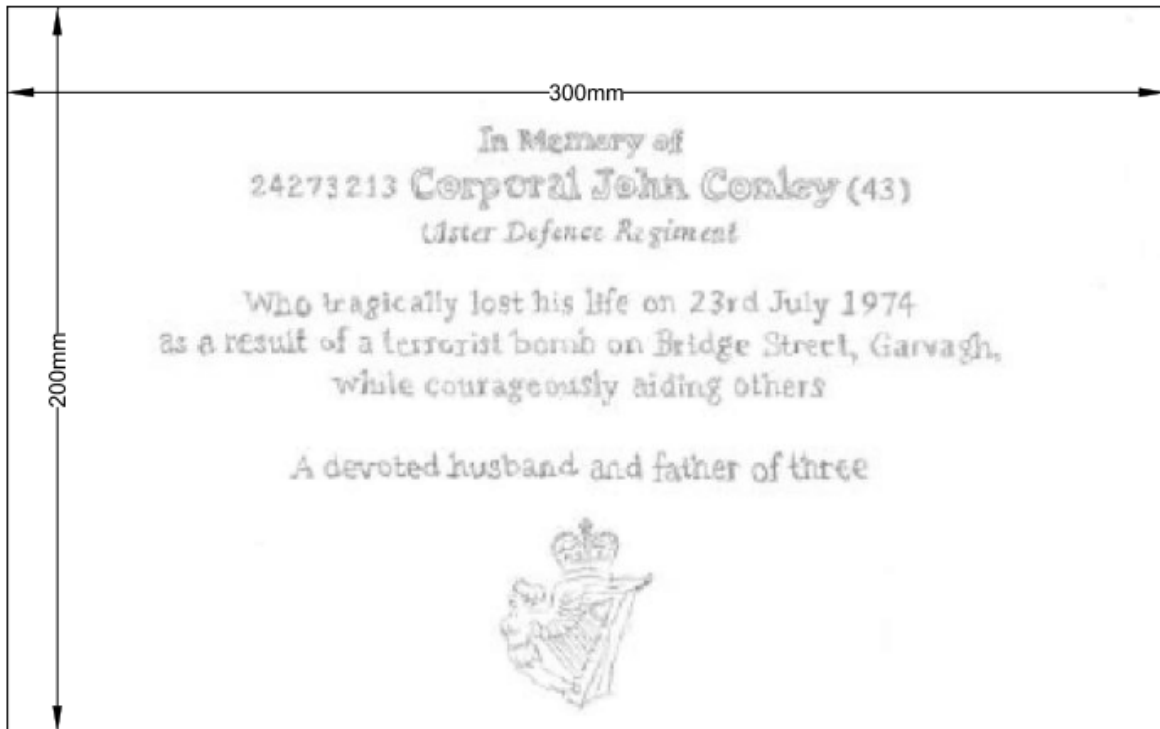 300mm
200mm
In Memory of
24273213 Corporal John Conley (43)
Ulster Defence Regiment
Who tragically lost his life on 23rd July 1974
as a result of a terrorist bomb on Bridge Street, Garvagh,
while courageously aiding others
A devoted husband and father of three